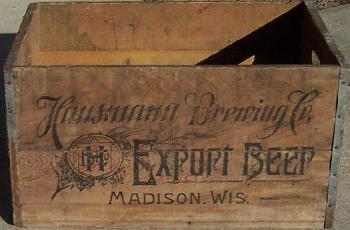 Hausmann Brewing Co.
H
EXPORT BEER
MADISON, WIS.